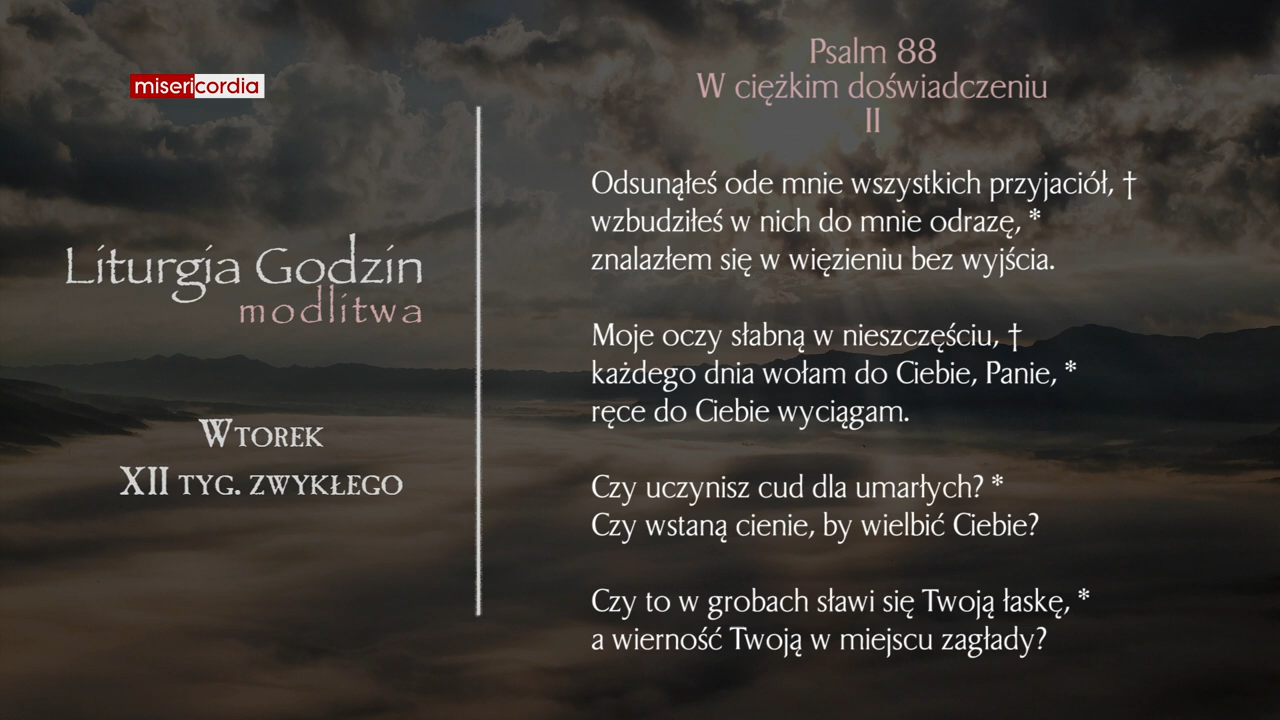 misericordia
Liturgia Godzin
modlitwa
Wtorek
XII tyg. zwykłego
Psalm 88
W ciężkim doświadczeniu
II
Odsunąłeś ode mnie wszystkich przyjaciół, †
wzbudziłeś w nich do mnie odrazę, *
znalazłem się w więzieniu bez wyjścia.
Moje oczy słabną w nieszczęściu, †
każdego dnia wołam do Ciebie, Panie, *
ręce do Ciebie wyciągam.
Czy uczynisz cud dla umarłych? *
Czy wstaną cienie, by wielbić Ciebie?
Czy to w grobach sławi się Twoją łaskę, *
a wierność Twoją w miejscu zagłady?